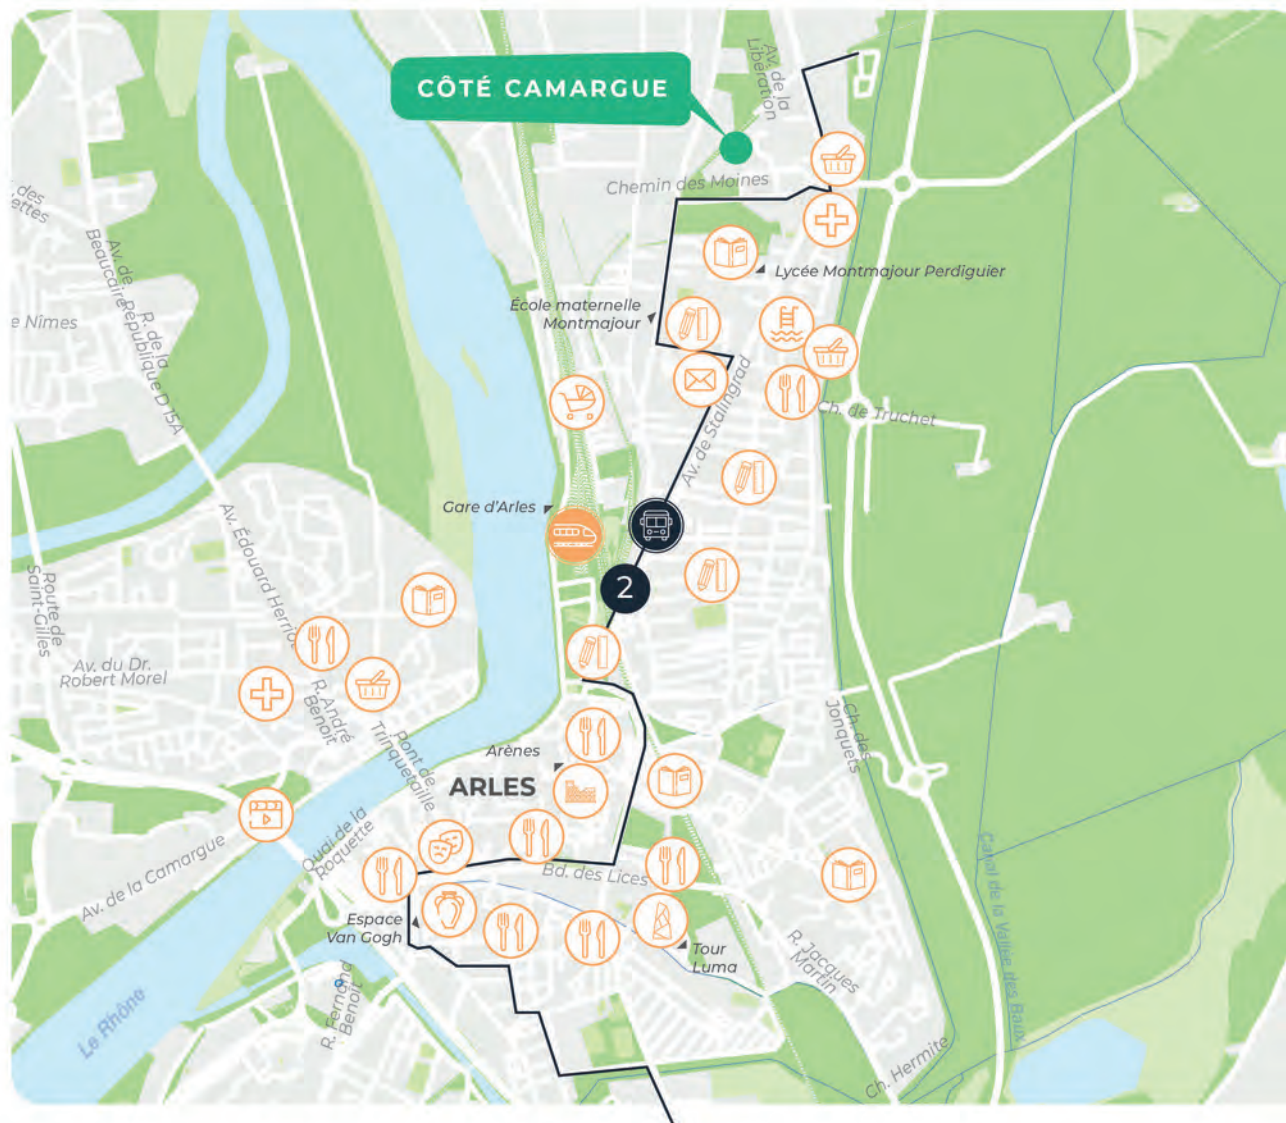 CÔTÉ CAMARGUE
Av. de la
Libération
Chemin des Moines
des
ettes
Av. de
Beaucaire
République D15A
R. de la
e Nîmes
Lycée Montmajour Perdiguier
École maternelle
Montmajour
Ch. de Truchet
Av. de Stalingrad
Gare d'Arles
2
Av. Édouard Herriot
Route de
Saint-Gilles
Av. du Dr.
Robert Morel
R. André
Benoit
Pont de
Trinquetaille
Arènes
ARLES
Ch. des
Jonquets
Quai de la
Roquette
Av. de la Camargue
Bd. des Lices
Espace
Van Gogh
Tour
Luma
R. Jacques
Martin
Canal de la Vallée des Baux
Le Rhône
R. Fernand
Benoit
Ch. Hermite